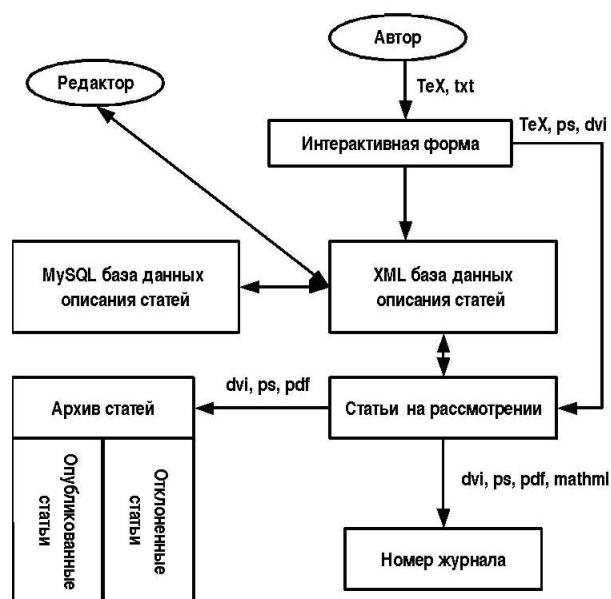 Автор
Редактор
TeX, txt
Интерактивная форма
TeX, ps, dvi
MySQL база данных
описания статей
XML база данных
описания статей
dvi, ps, pdf
Архив статей
Статьи на рассмотрении
Опубликованные
статьи
Отклоненные
статьи
dvi, ps, pdf, mathml
Номер журнала